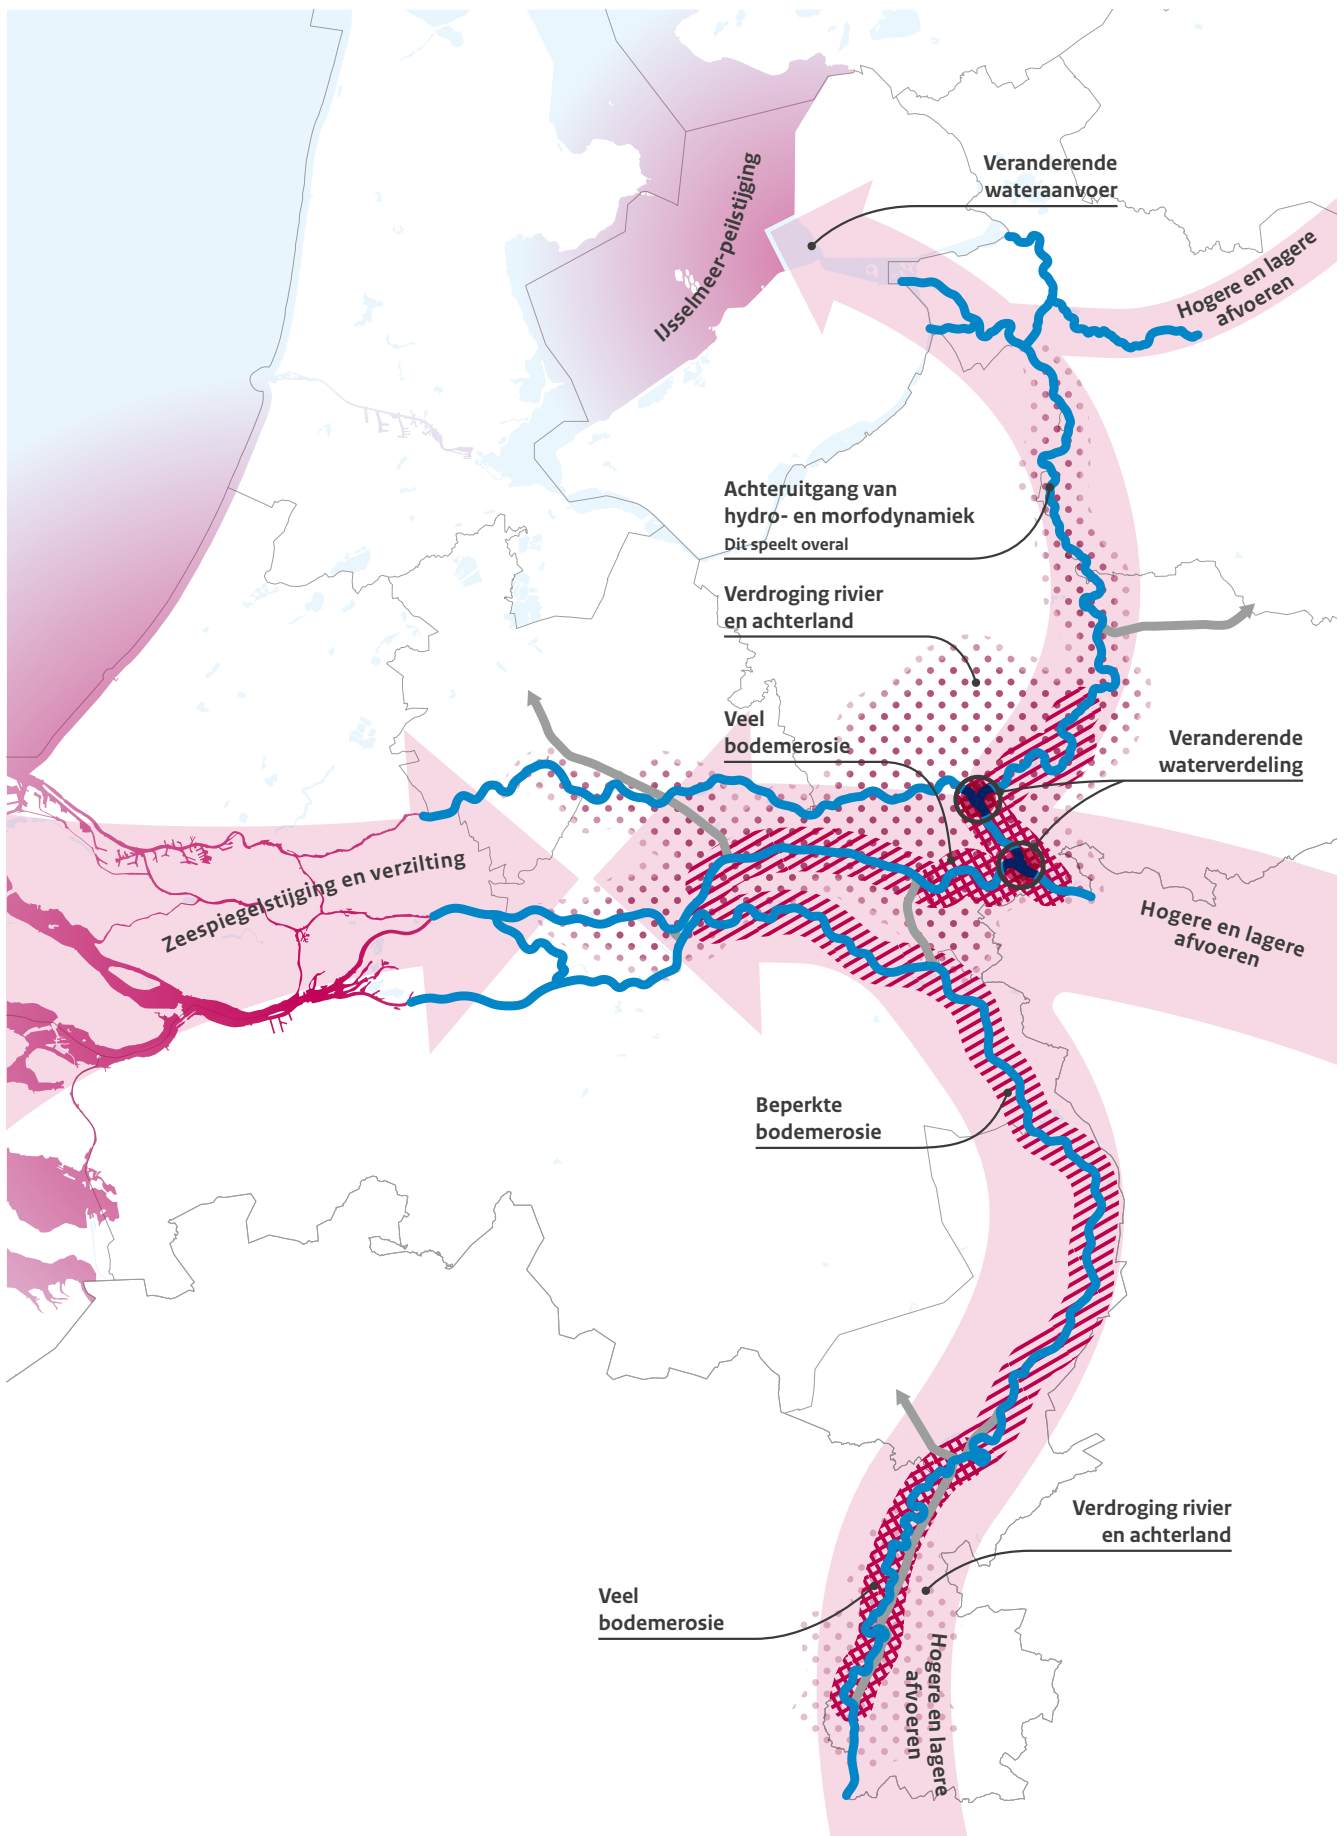 Veranderende
wateraanvoer
IJsselmeer-peilstijging
Hogere en lagere
afvoeren
Achteruitgang van
hydro- en morfodynamiek
Dit speelt overal
Verdroging rivier
en achterland
Veel
bodemerosie
Veranderende
waterverdeling
Zeespiegelstijging en verzilting
Hogere en lagere
afvoeren
Beperkte
bodemerosie
Verdroging rivier
en achterland
Veel
bodemerosie
Hogere en lagere
afvoeren